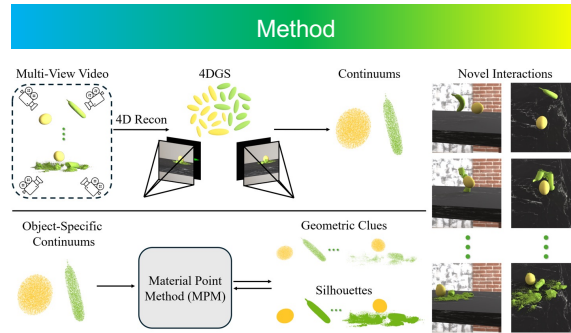 Method
Multi-View Video
4DGS
Continuums
Novel Interactions
4D Recon
Object-Specific
Continuums
Geometric Clues
Material Point
Method (MPM)
Silhouettes